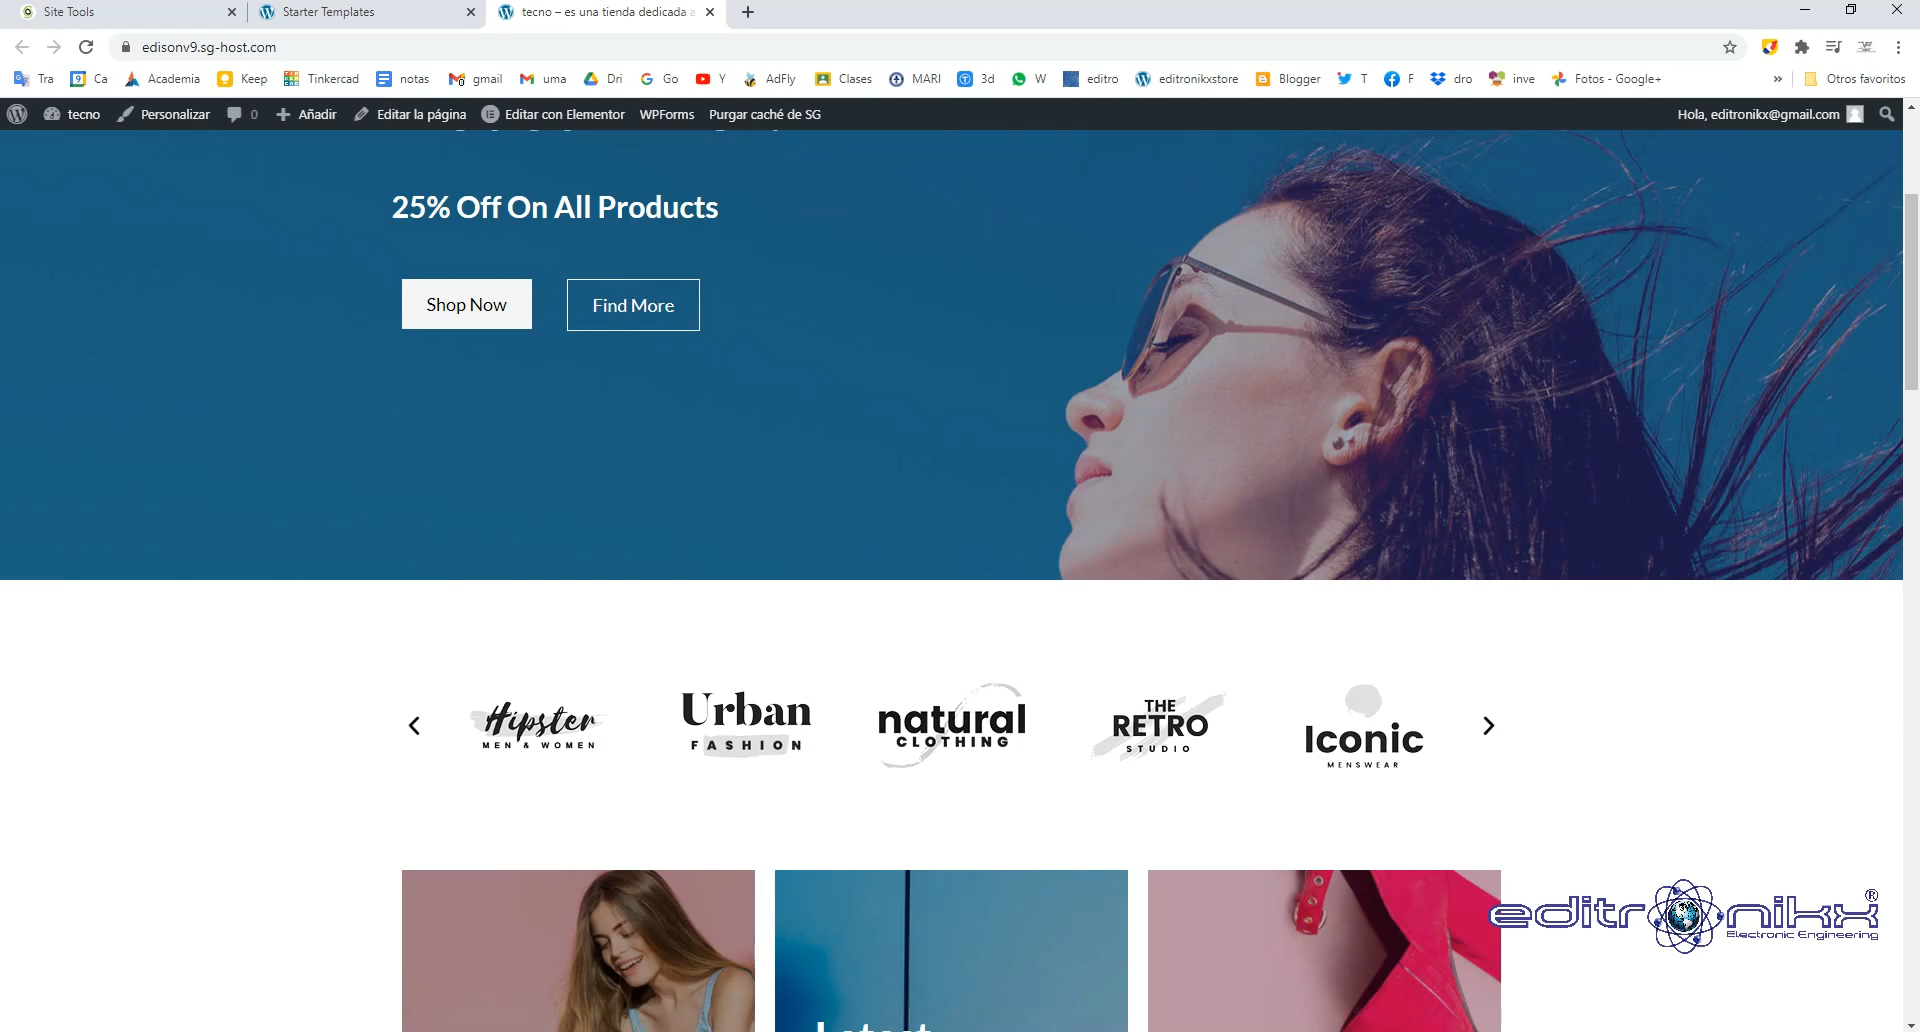 Site Tools
Starter Templates
tecno – es una tienda dedicada a
edisonv9.sg-host.com
Tra Ca Academia Keep Tinkercad notas gmail uma Dri Go Y AdFly Clases MARI 3d W editro editronikxstore Blogger T F dro inve Fotos - Google+ » Otros favoritos
tecno Personalizar 0 Añadir Editar la página Editar con Elementor WPForms Purgar caché de SG Hola, editronikx@gmail.com
25% Off On All Products
Shop Now Find More
Hipster
MEN & WOMEN
Urban
FASHION
natural
CLOTHING
THE
RETRO
STUDIO
Iconic
MENSWEAR
editronikx®
Electronic Engineering
Latest